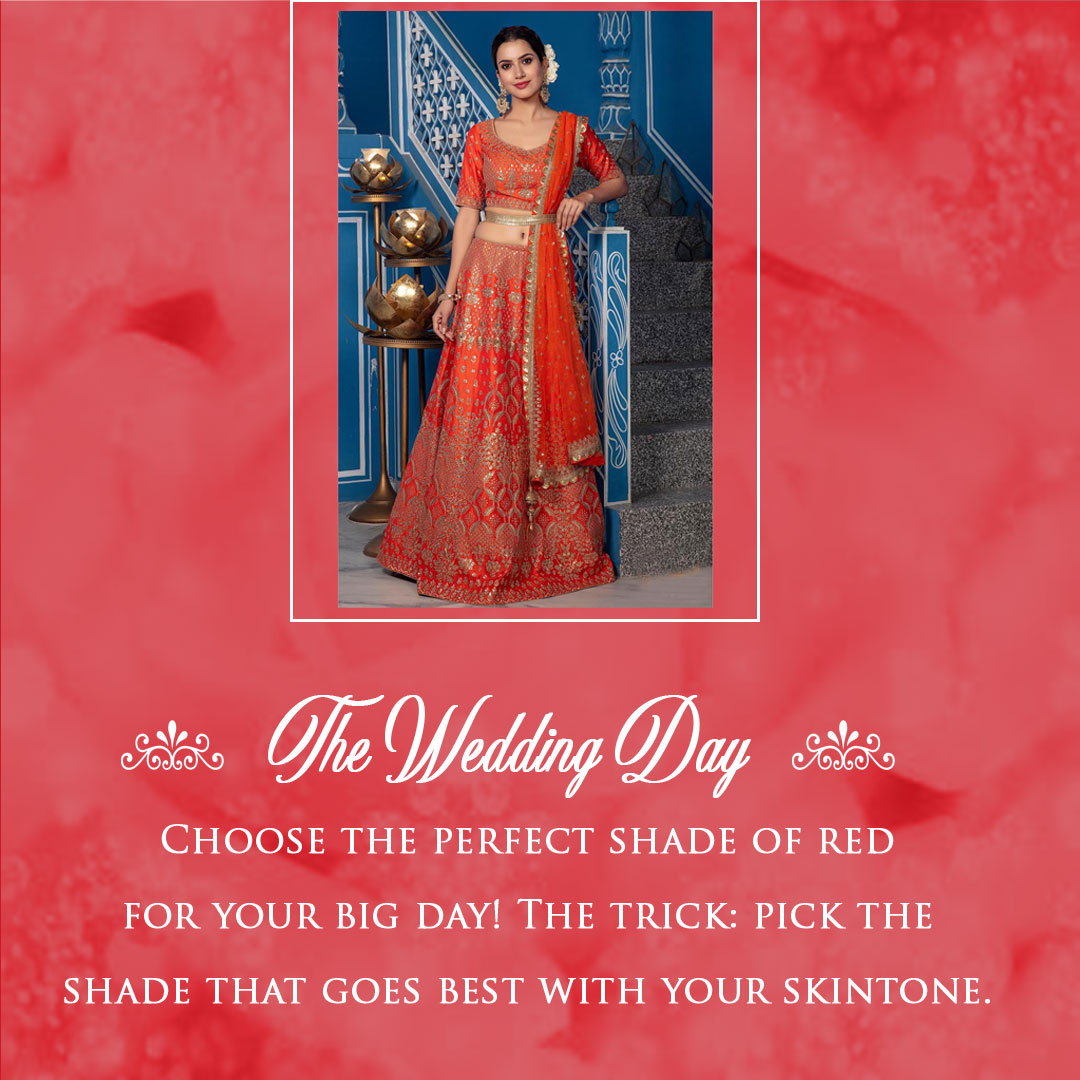 The Wedding Day
Choose the perfect shade of red
for your big day! The trick: pick the
shade that goes best with your skintone.